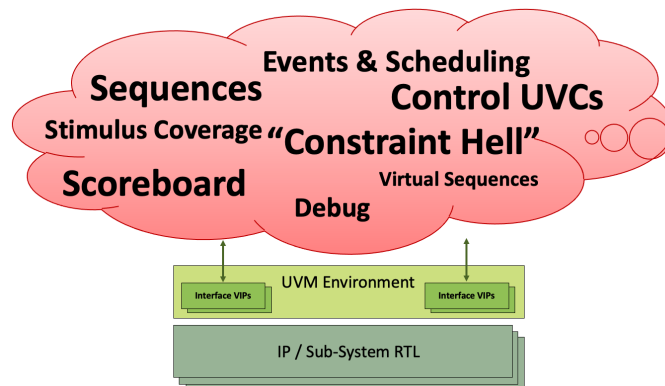 Events & Scheduling
Sequences
Control UVCs
Stimulus Coverage
“Constraint Hell”
Scoreboard
Virtual Sequences
Debug
UVM Environment
Interface VIPs
Interface VIPs
IP / Sub-System RTL